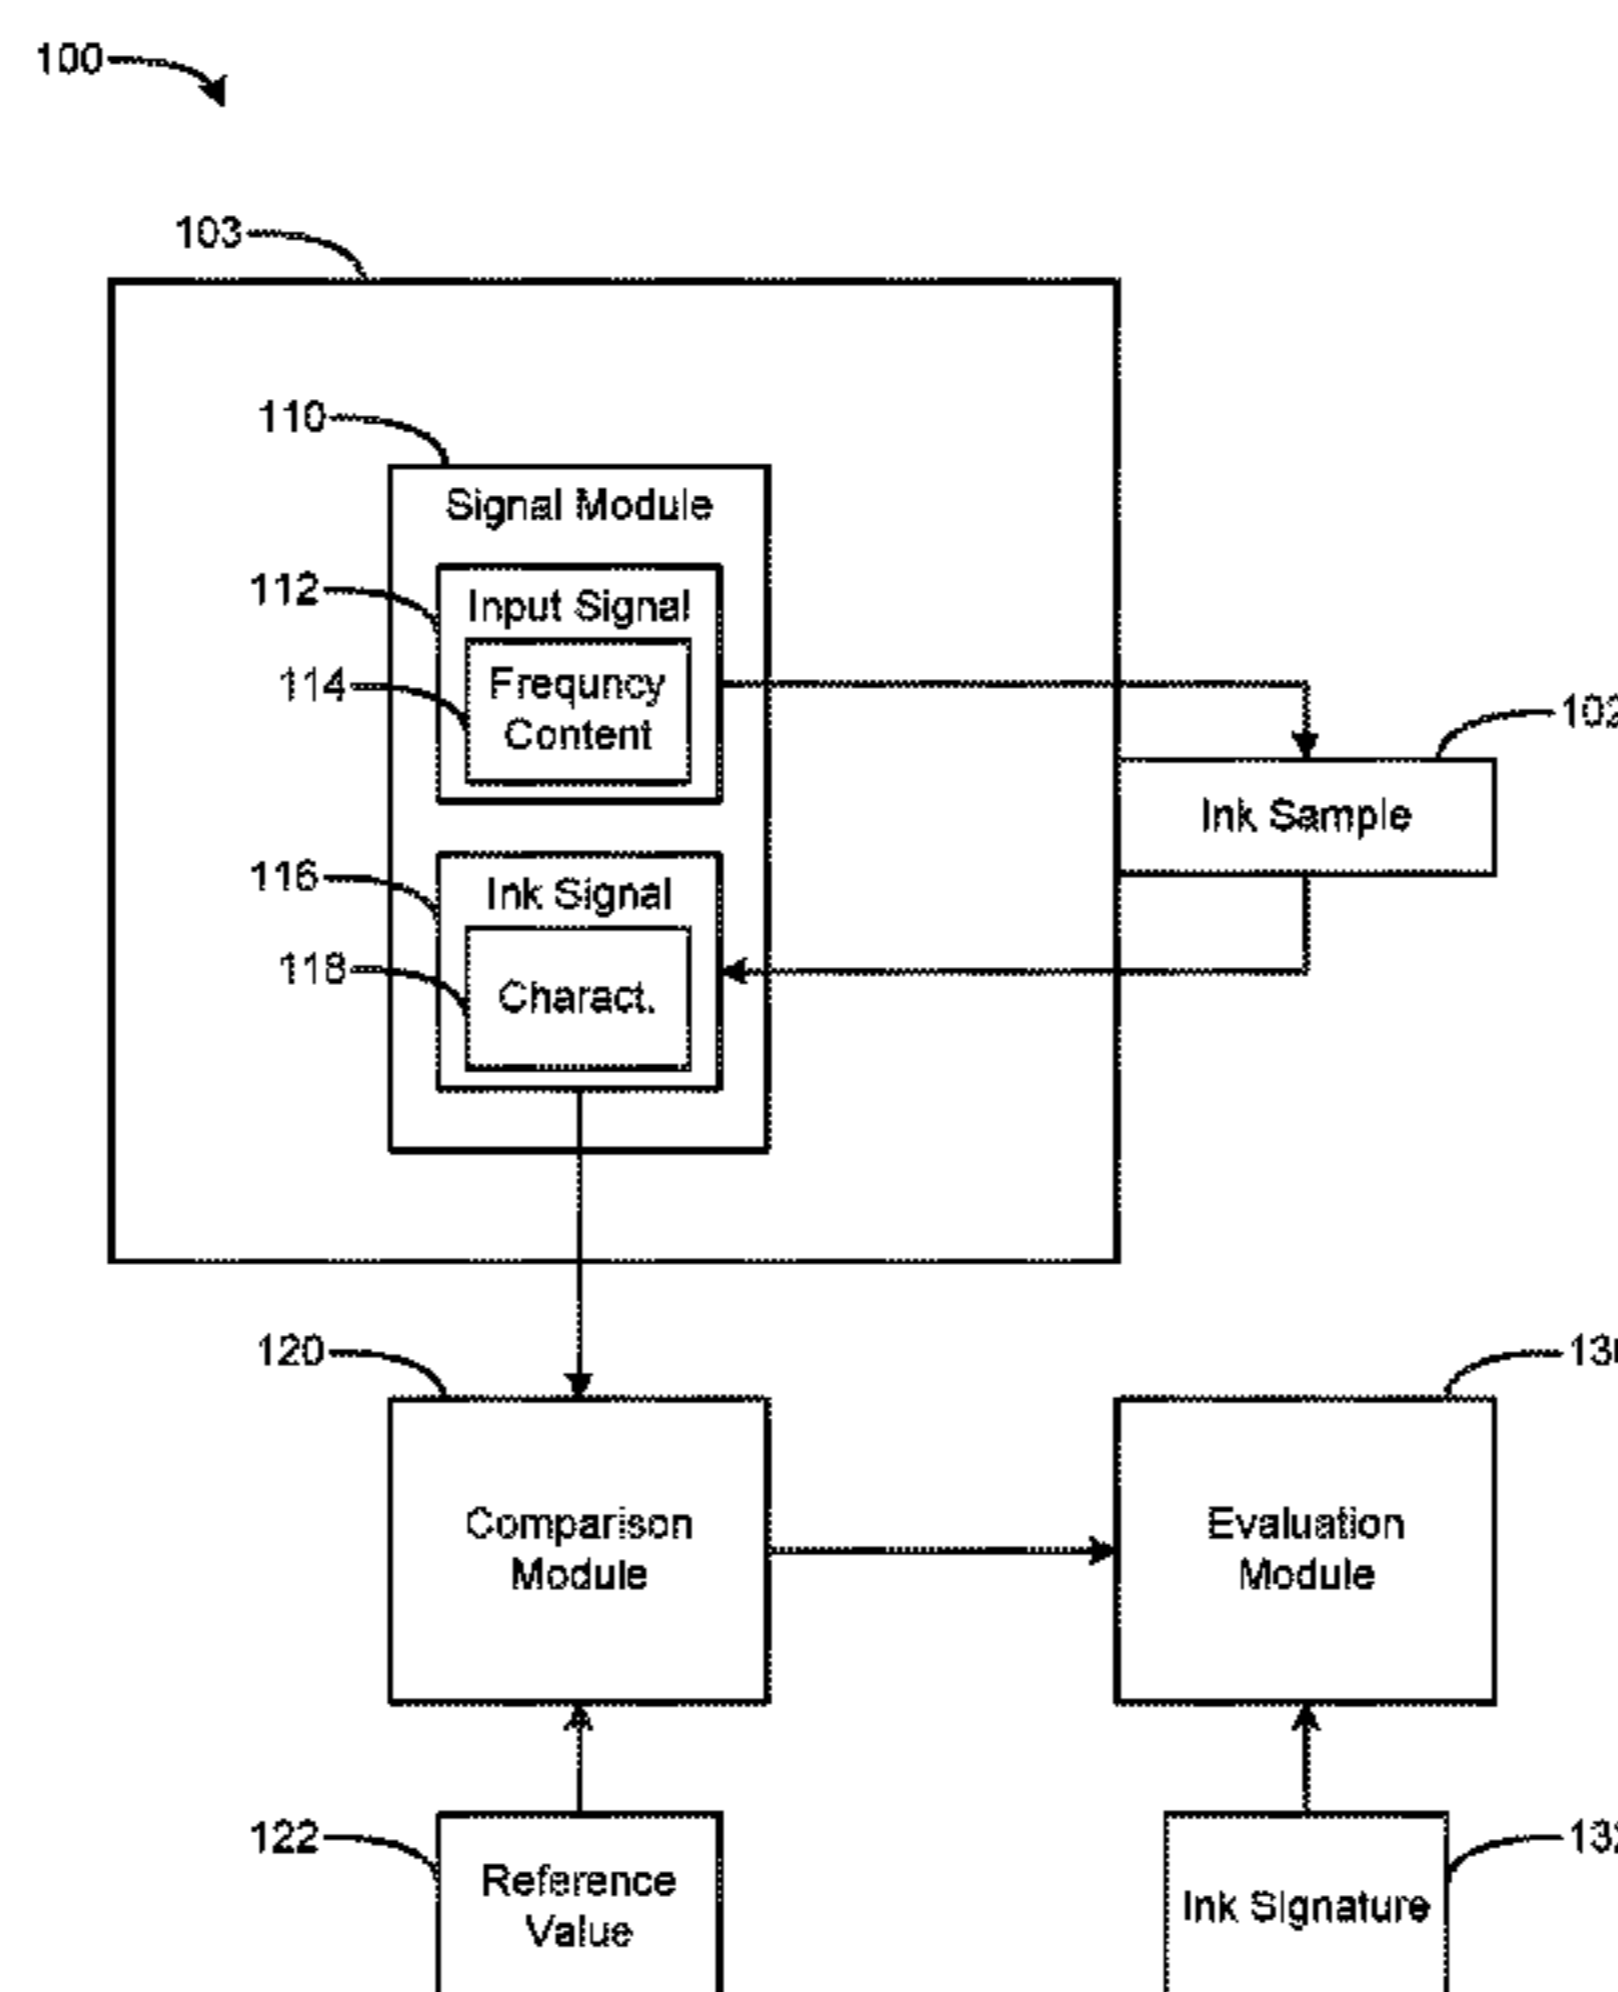 100
103
110
Signal Module
112
Input Signal
114
Frequncy
Content
102
Ink Sample
116
Ink Signal
118
Charact.
120
Comparison
Module
Evaluation
Module
122
Reference
Value
132
Ink Signature